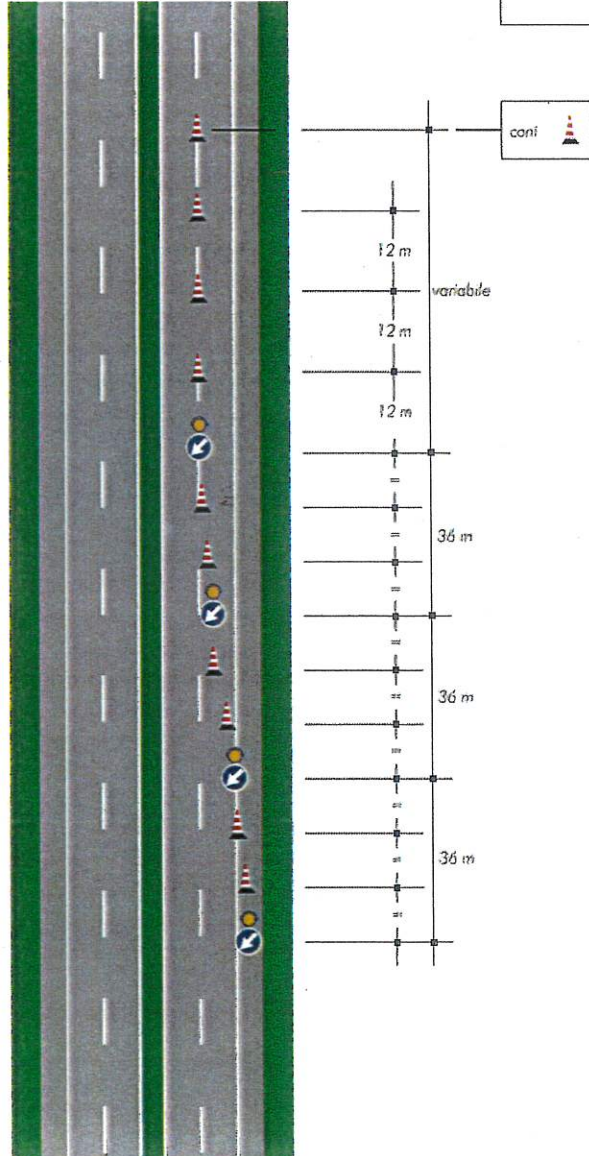 coni
12 m
variabile
12 m
12 m
=
36 m
=
=
=
36 m
=
=
=
36 m
=
=